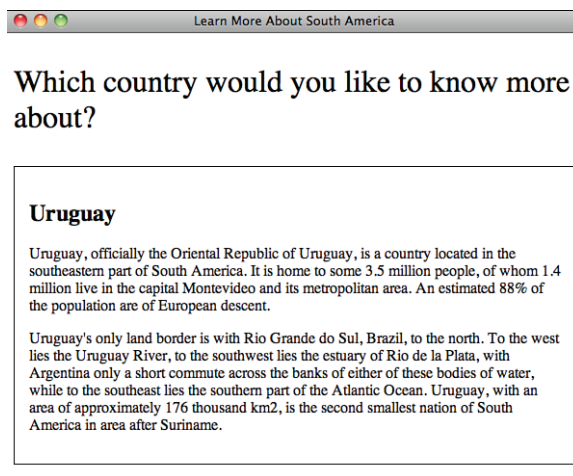 Learn More About South America
Which country would you like to know more
about?
Uruguay
Uruguay, officially the Oriental Republic of Uruguay, is a country located in the
southeastern part of South America. It is home to some 3.5 million people, of whom 1.4
million live in the capital Montevideo and its metropolitan area. An estimated 88% of
the population are of European descent.
Uruguay's only land border is with Rio Grande do Sul, Brazil, to the north. To the west
lies the Uruguay River, to the southwest lies the estuary of Rio de la Plata, with
Argentina only a short commute across the banks of either of these bodies of water,
while to the southeast lies the southern part of the Atlantic Ocean. Uruguay, with an
area of approximately 176 thousand km2, is the second smallest nation of South
America in area after Suriname.